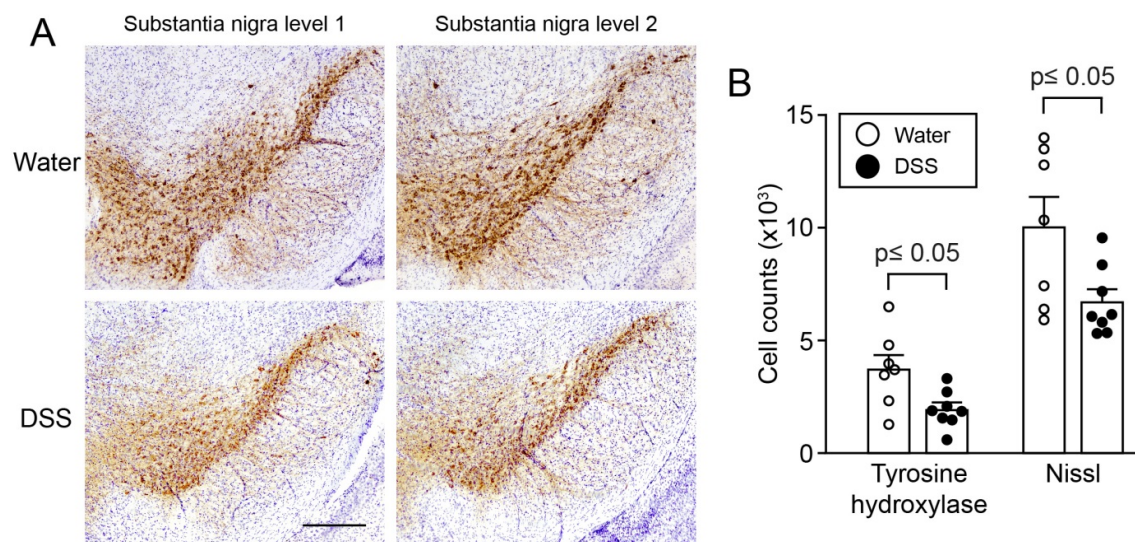 A
Substantia nigra level 1
Substantia nigra level 2
Water
DSS
B
p≤ 0.05
p≤ 0.05
Water
DSS
Cell counts (x10³)
15
10
5
0
Tyrosine
hydroxylase
Nissl